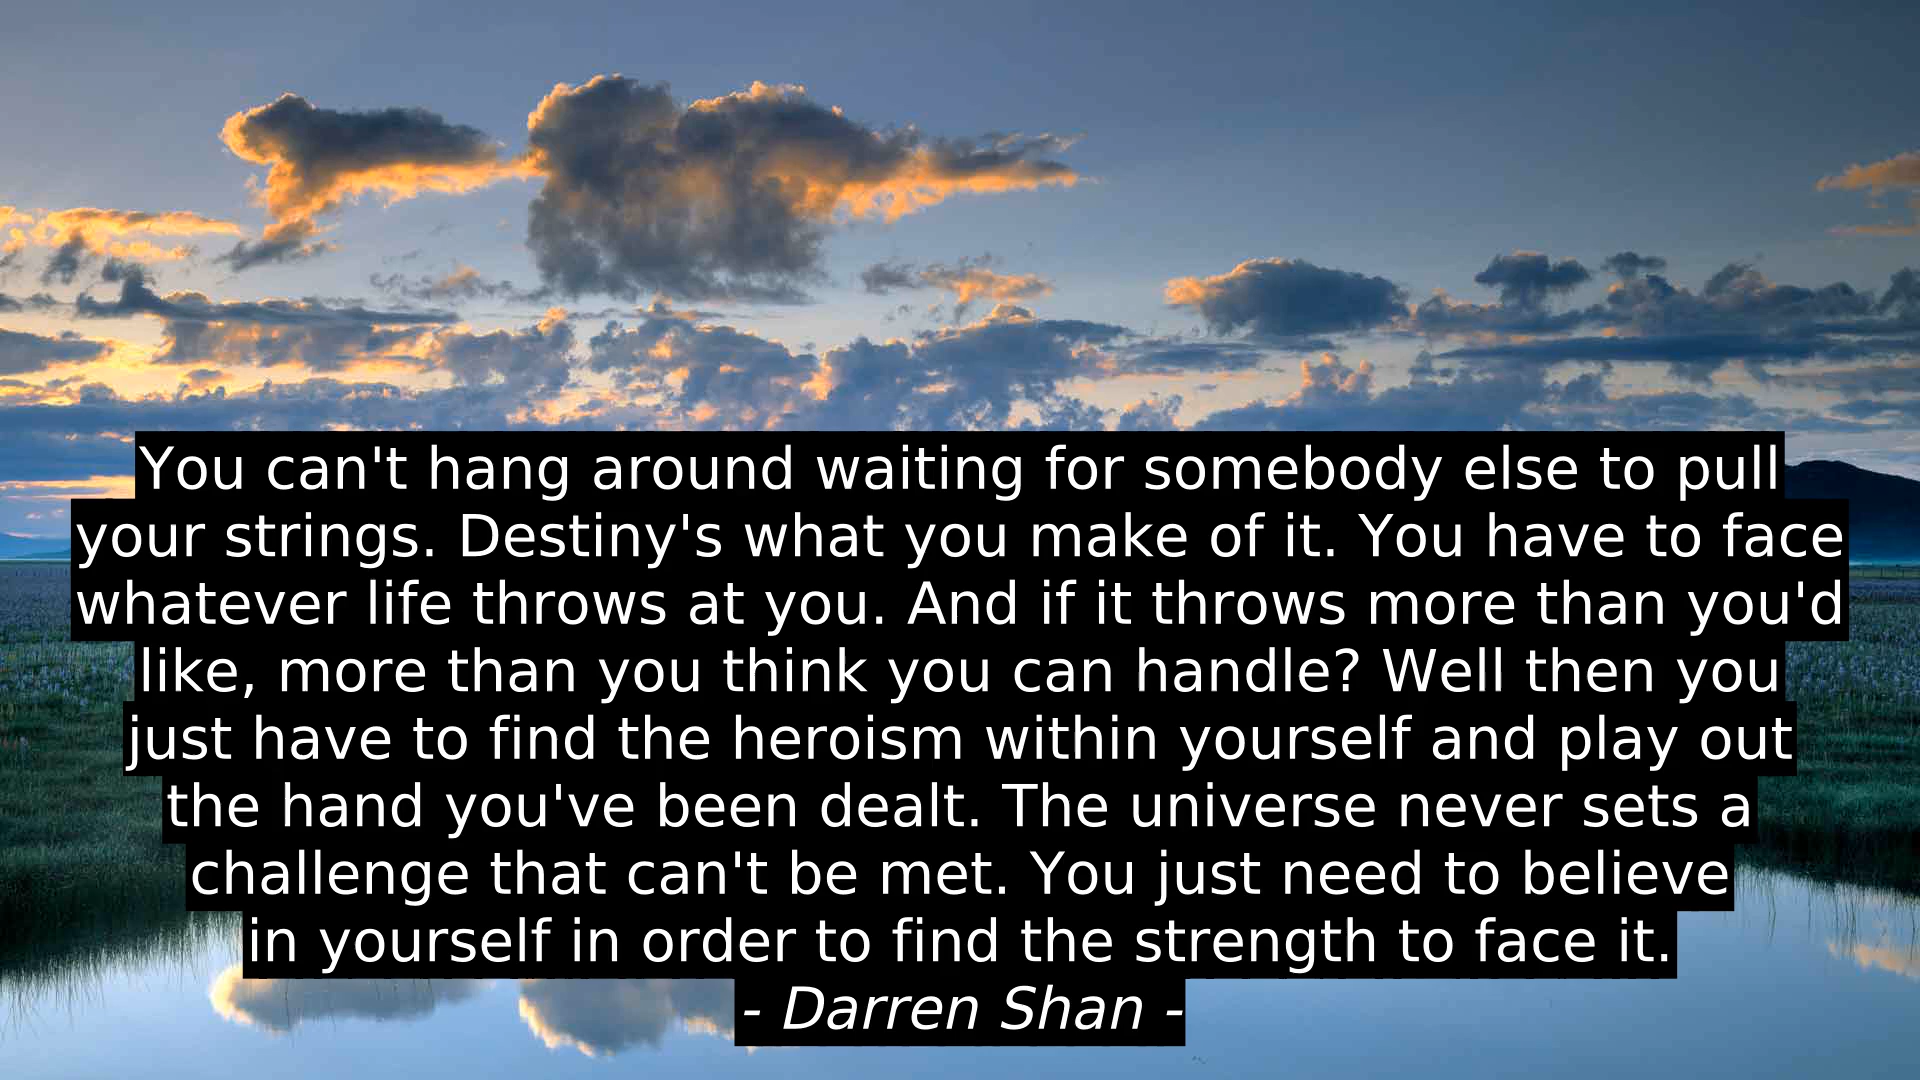 You can't hang around waiting for somebody else to pull
your strings. Destiny's what you make of it. You have to face
whatever life throws at you. And if it throws more than you'd
like, more than you think you can handle? Well then you
just have to find the heroism within yourself and play out
the hand you've been dealt. The universe never sets a
challenge that can't be met. You just need to believe
in yourself in order to find the strength to face it.
- Darren Shan -